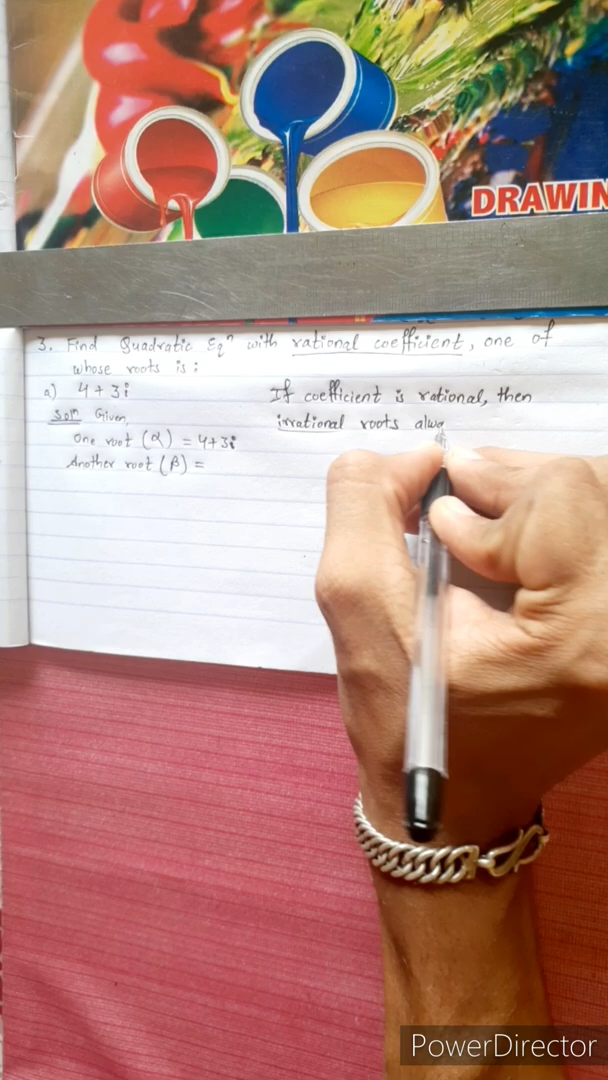 DRAWIN
3. Find Quadratic Eqⁿ with rational coefficient, one of
whose roots is :
a) 4 + 3i
If coefficient is rational, then
Solⁿ Given,
irrational roots alwa
One root (α) = 4+3i
Another root (β) =
PowerDirector